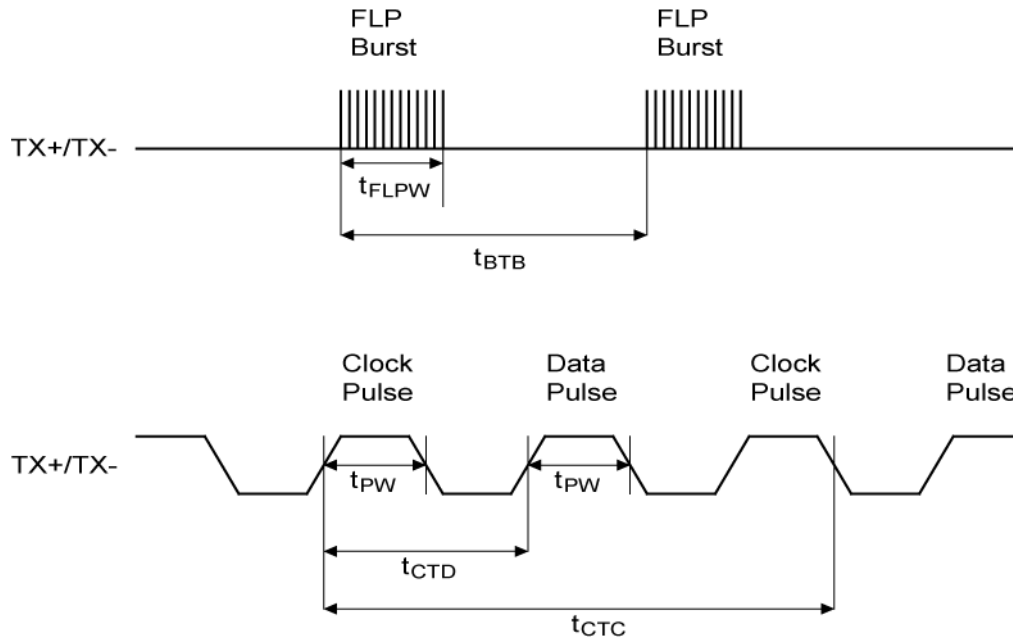 FLP
Burst
FLP
Burst
TX+/TX-
tFLPW
tBTB
Clock
Pulse
Data
Pulse
Clock
Pulse
Data
Pulse
TX+/TX-
tPW
tPW
tCTD
tCTC